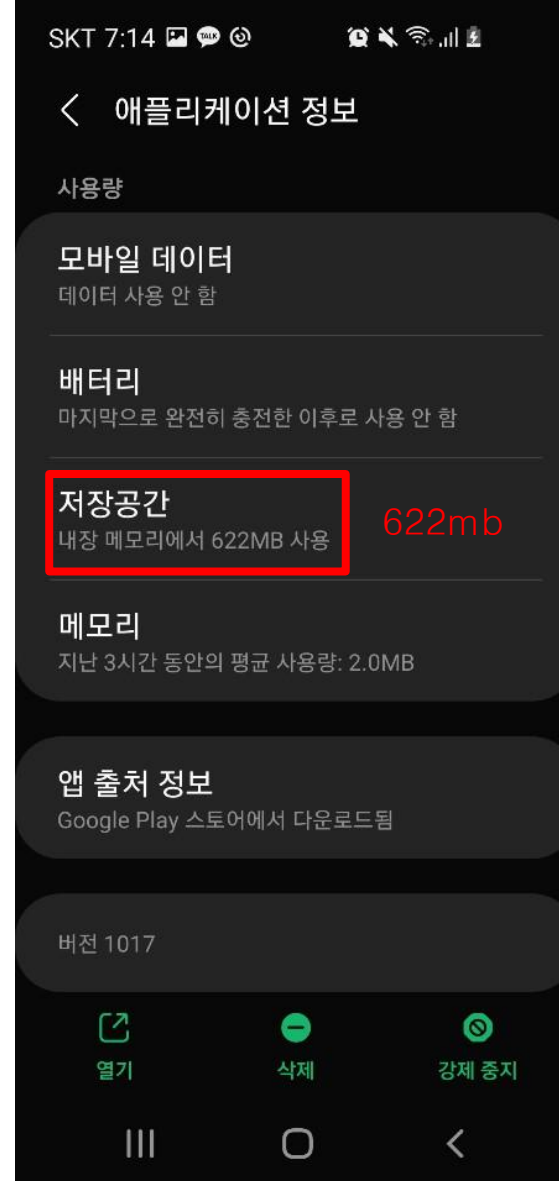 SKT 7:14 TALK
애플리케이션 정보
사용량
모바일 데이터
데이터 사용 안 함
배터리
마지막으로 완전히 충전한 이후로 사용 안 함
저장공간
내장 메모리에서 622MB 사용
622mb
메모리
지난 3시간 동안의 평균 사용량: 2.0MB
앱 출처 정보
Google Play 스토어에서 다운로드됨
버전 1017
열기 삭제 강제 중지